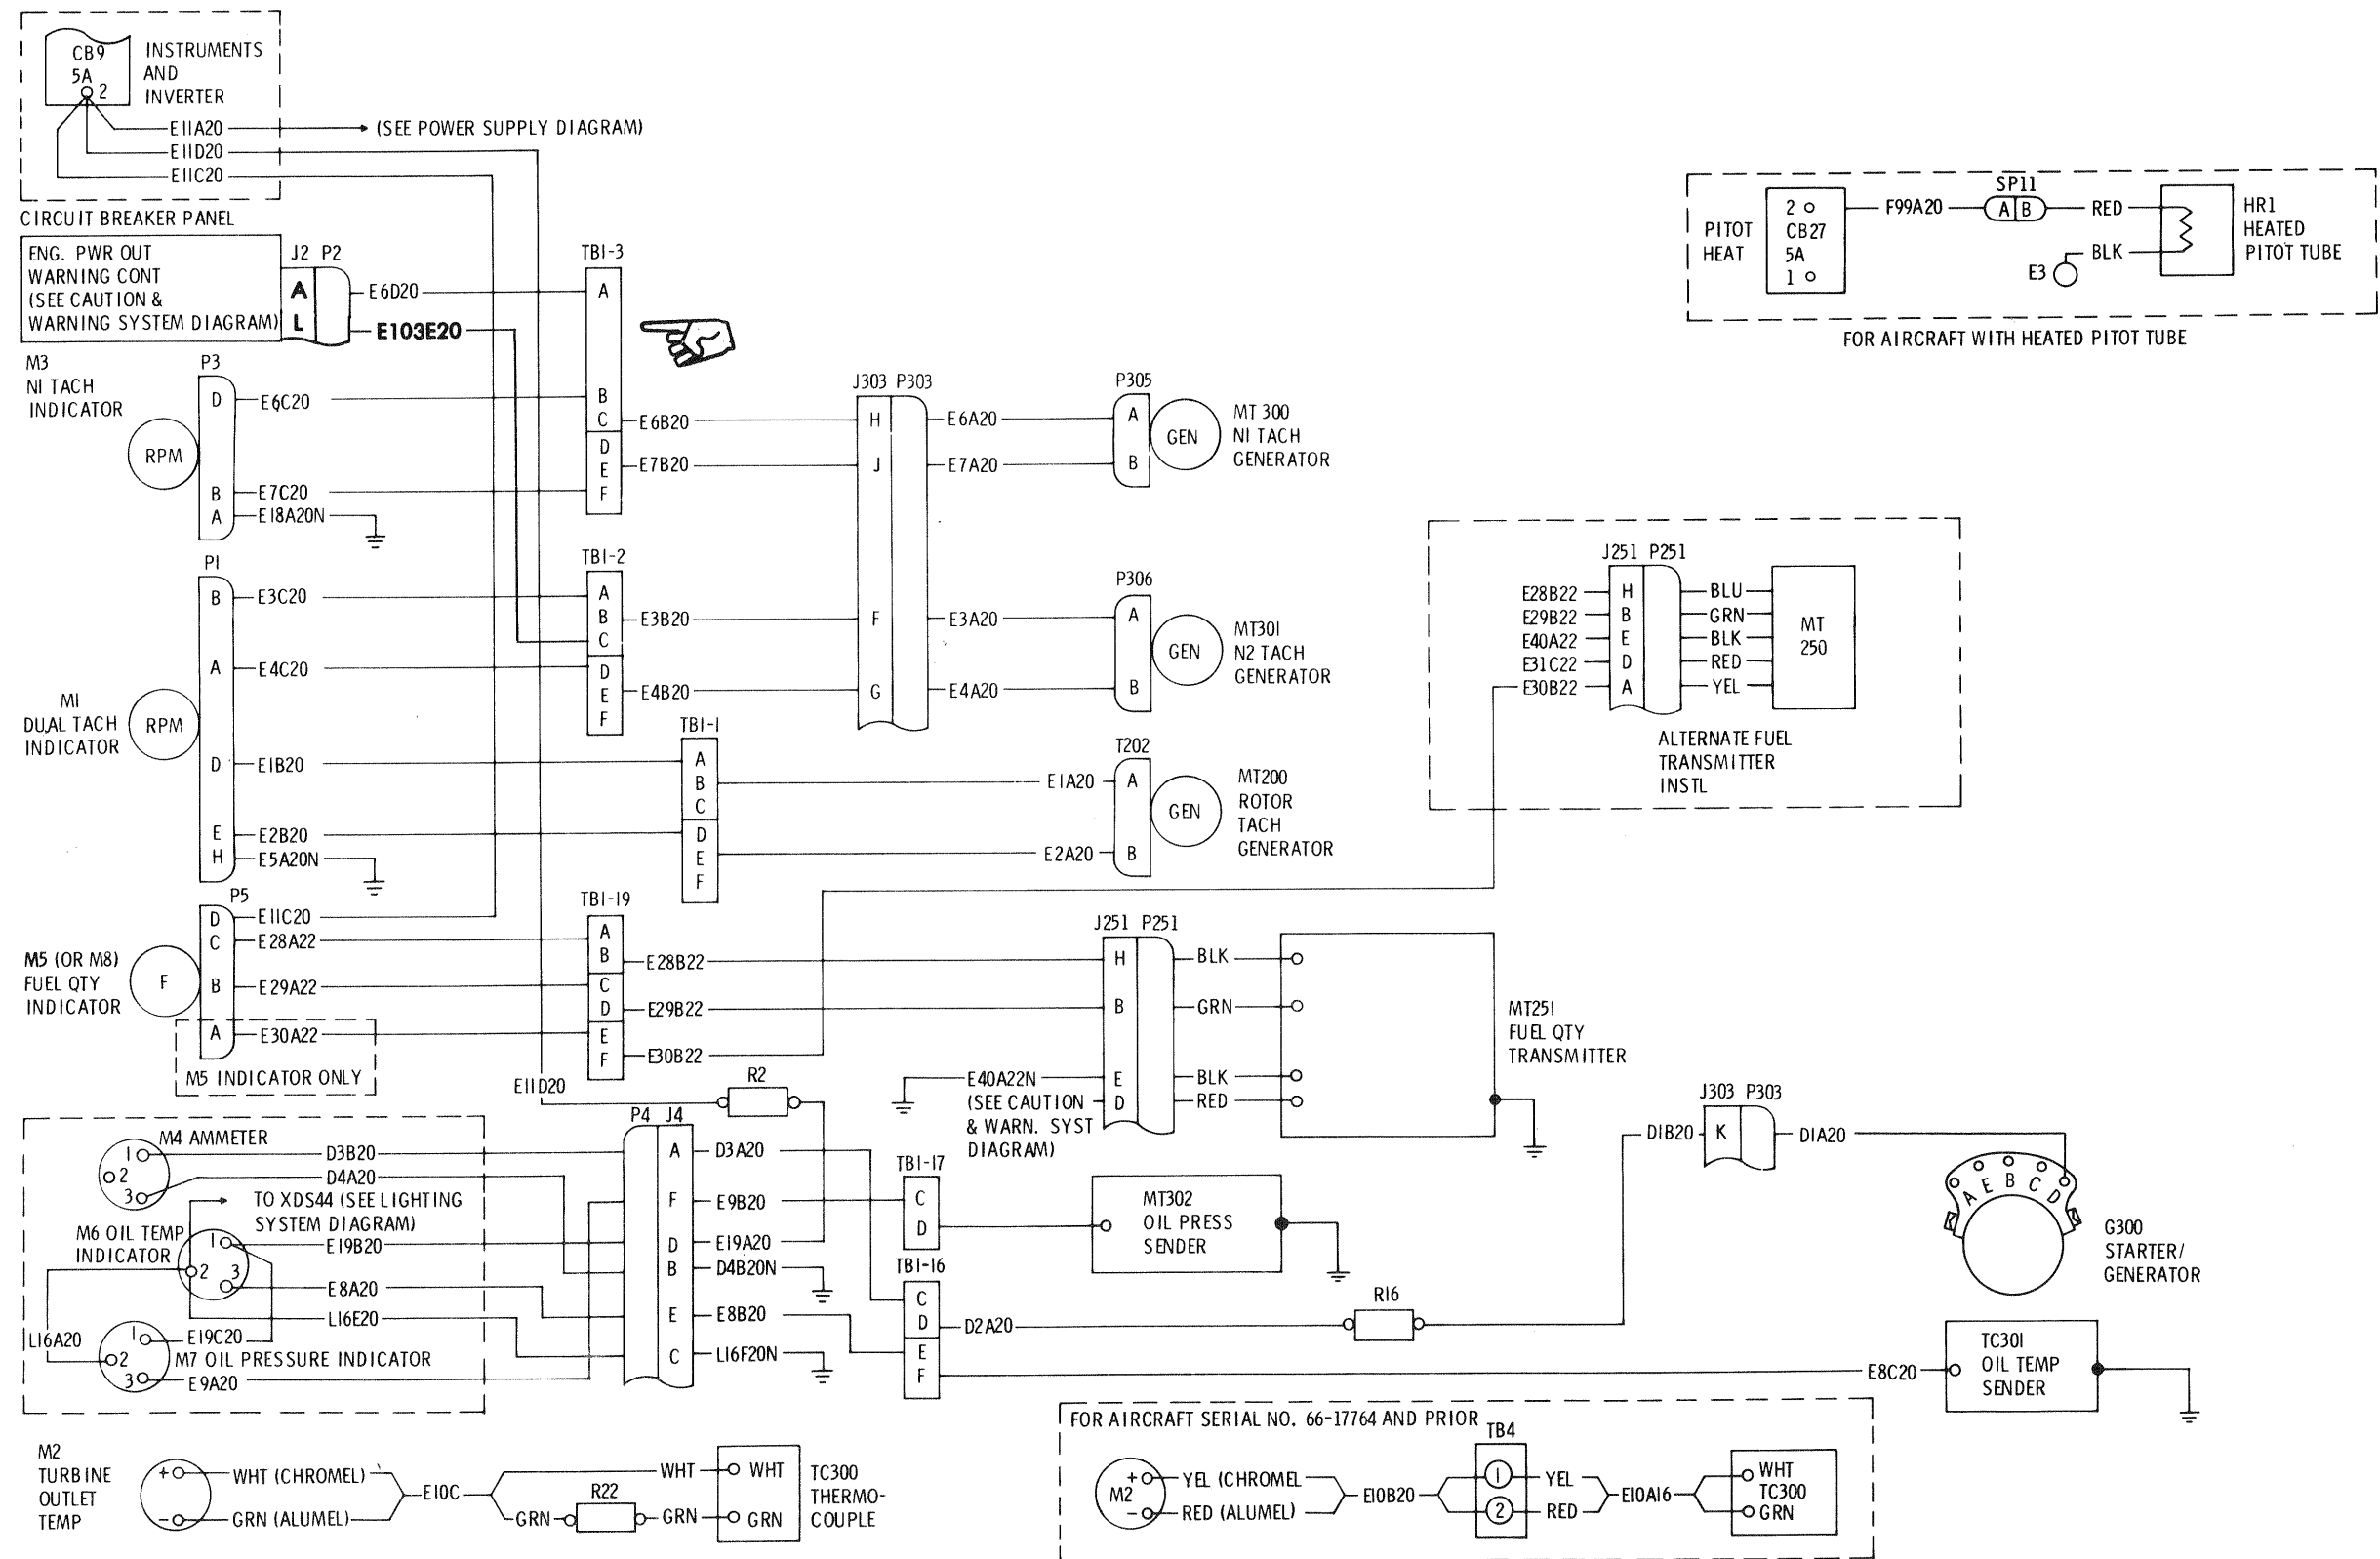 CB9
5A
2
INSTRUMENTS
AND
INVERTER
E11A20
(SEE POWER SUPPLY DIAGRAM)
E11D20
E11C20
CIRCUIT BREAKER PANEL
ENG. PWR OUT
WARNING CONT
(SEE CAUTION &
WARNING SYSTEM DIAGRAM)
J2 P2
A
L
E6D20
E103E20
TB1-3
A
B
C
D
E
F
M3
N1 TACH
INDICATOR
RPM
P3
D
B
A
E6C20
E7C20
E18A20N
E6B20
E7B20
J303 P303
H
J
F
G
E6A20
E7A20
P305
A
B
GEN
MT 300
N1 TACH
GENERATOR
PITOT
HEAT
2
CB27
5A
1
F99A20
SP11
A B
RED
BLK
E3
HR1
HEATED
PITOT TUBE
FOR AIRCRAFT WITH HEATED PITOT TUBE
M1
DUAL TACH
INDICATOR
RPM
P1
B
A
D
E
H
E3C20
E4C20
E1B20
E2B20
E5A20N
TB1-2
A
B
C
D
E
F
E3B20
E4B20
E3A20
E4A20
P306
A
B
GEN
MT301
N2 TACH
GENERATOR
TB1-1
A
B
C
D
E
F
E1A20
E2A20
T202
A
B
GEN
MT200
ROTOR
TACH
GENERATOR
J251 P251
E28B22 H BLU
E29B22 B GRN
E40A22 E BLK
E31C22 D RED
E30B22 A YEL
MT
250
ALTERNATE FUEL
TRANSMITTER
INSTL
M5 (OR M8)
FUEL QTY
INDICATOR
F
P5
D
C
B
A
E11C20
E28A22
E29A22
E30A22
M5 INDICATOR ONLY
TB1-19
A
B
C
D
E
F
E28B22
E29B22
E30B22
J251 P251
H BLK
B GRN
E BLK
D RED
E40A22N
(SEE CAUTION
& WARN. SYST
DIAGRAM)
MT251
FUEL QTY
TRANSMITTER
E11D20
R2
M4 AMMETER
1
2
3
D3B20
D4A20
TO XDS44 (SEE LIGHTING
SYSTEM DIAGRAM)
M6 OIL TEMP
INDICATOR
1
2
3
E19B20
E8A20
L16E20
L16A20
1
2
3
E19C20
M7 OIL PRESSURE INDICATOR
E9A20
P4 J4
A
F
D
B
E
C
D3A20
E9B20
E19A20
D4B20N
E8B20
L16F20N
TB1-17
C
D
TB1-16
C
D
E
F
MT302
OIL PRESS
SENDER
D2A20
R16
D1B20
J303 P303
K
D1A20
A E B C D
G300
STARTER/
GENERATOR
E8C20
TC301
OIL TEMP
SENDER
M2
TURBINE
OUTLET
TEMP
+
-
WHT (CHROMEL)
GRN (ALUMEL)
E10C
WHT
GRN
R22
GRN
WHT
GRN
TC300
THERMO-
COUPLE
FOR AIRCRAFT SERIAL NO. 66-17764 AND PRIOR
M2
+
-
YEL (CHROMEL
RED (ALUMEL)
E10B20
TB4
1
2
YEL
RED
E10A16
WHT
TC300
GRN